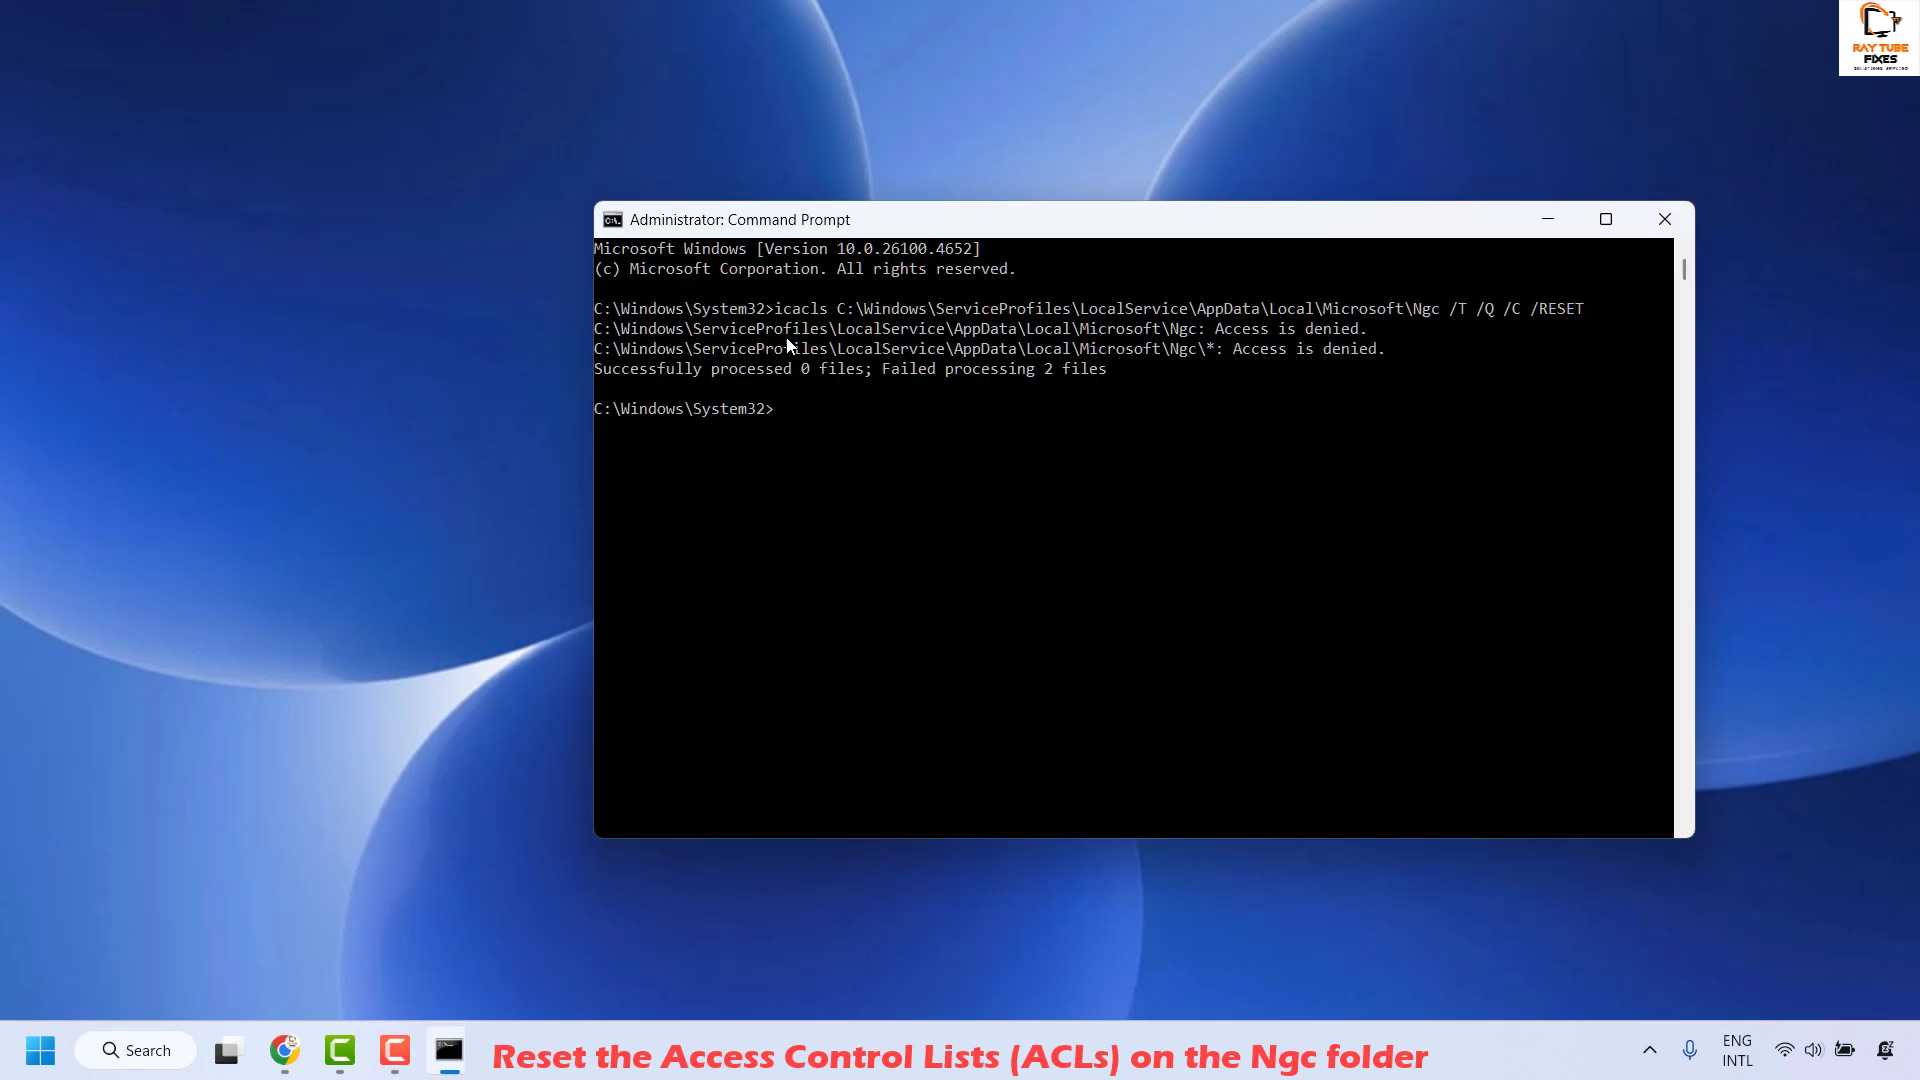 RAY TUBE
FIXES
Administrator: Command Prompt
Microsoft Windows [Version 10.0.26100.4652]
(c) Microsoft Corporation. All rights reserved.
C:\Windows\System32>icacls C:\Windows\ServiceProfiles\LocalService\AppData\Local\Microsoft\Ngc /T /Q /C /RESET
C:\Windows\ServiceProfiles\LocalService\AppData\Local\Microsoft\Ngc: Access is denied.
C:\Windows\ServiceProfiles\LocalService\AppData\Local\Microsoft\Ngc\*: Access is denied.
Successfully processed 0 files; Failed processing 2 files
C:\Windows\System32>
Search
Reset the Access Control Lists (ACLs) on the Ngc folder
ENG
INTL